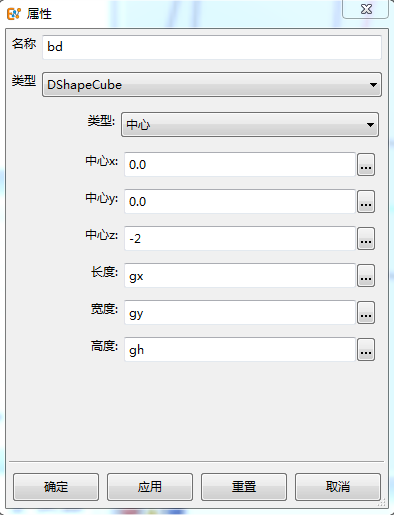 属性
名称 bd
类型 DShapeCube
类型: 中心
中心x: 0.0 ...
中心y: 0.0 ...
中心z: -2 ...
长度: gx ...
宽度: gy ...
高度: gh ...
确定 应用 重置 取消